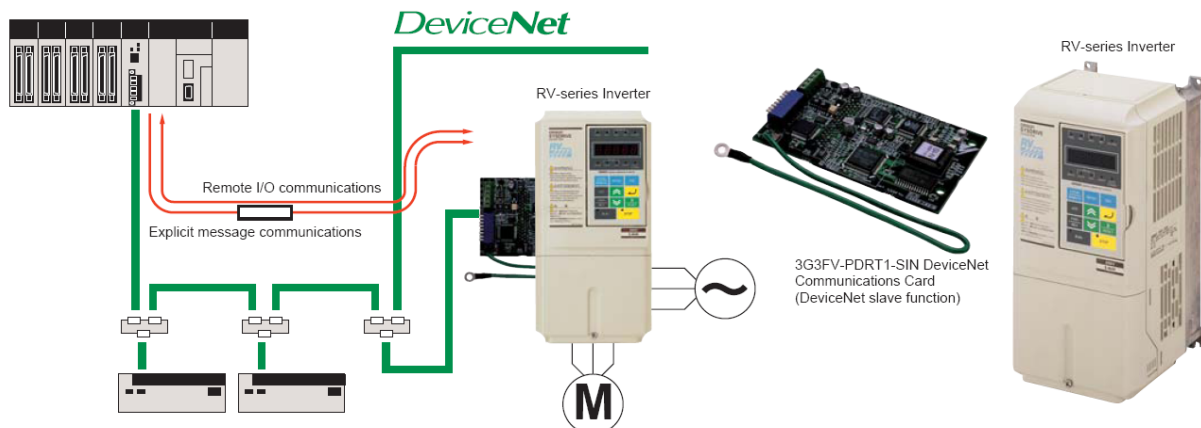 DeviceNet
RV-series Inverter
RV-series Inverter
Remote I/O communications
Explicit message communications
3G3FV-PDRT1-SIN DeviceNet
Communications Card
(DeviceNet slave function)
M